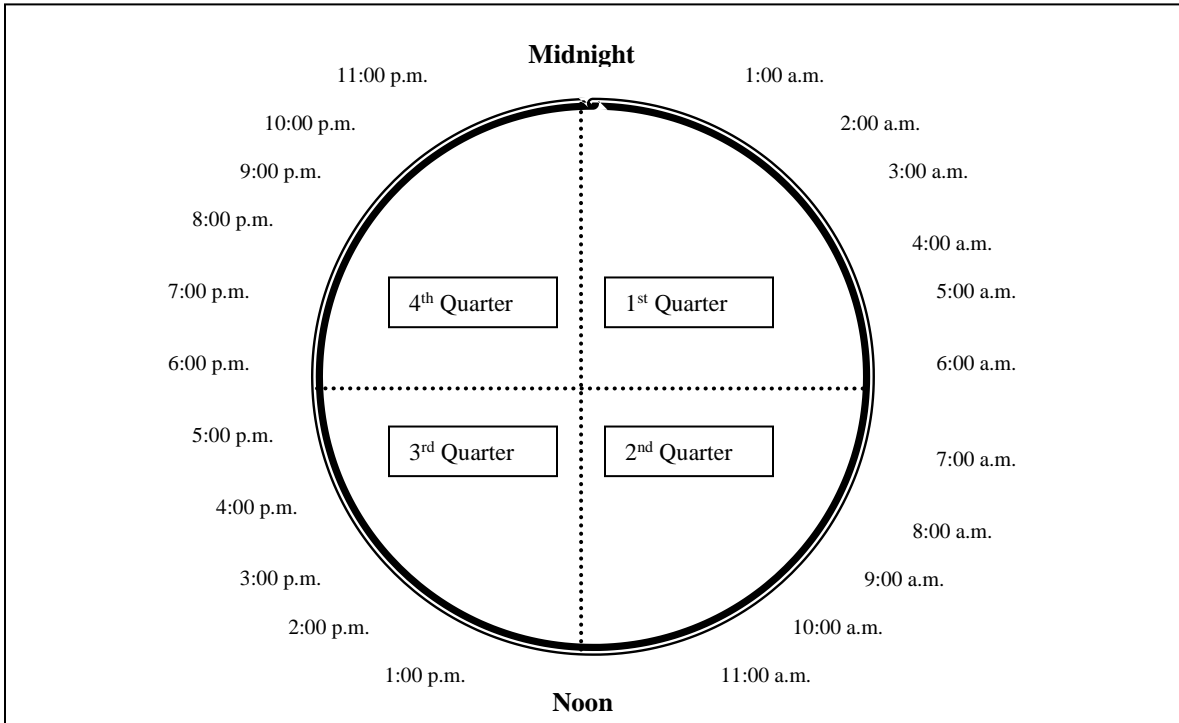 Midnight
11:00 p.m.
1:00 a.m.
10:00 p.m.
2:00 a.m.
9:00 p.m.
3:00 a.m.
8:00 p.m.
4:00 a.m.
7:00 p.m.
4th Quarter
1st Quarter
5:00 a.m.
6:00 p.m.
6:00 a.m.
5:00 p.m.
3rd Quarter
2nd Quarter
7:00 a.m.
4:00 p.m.
8:00 a.m.
3:00 p.m.
9:00 a.m.
2:00 p.m.
10:00 a.m.
1:00 p.m.
11:00 a.m.
Noon